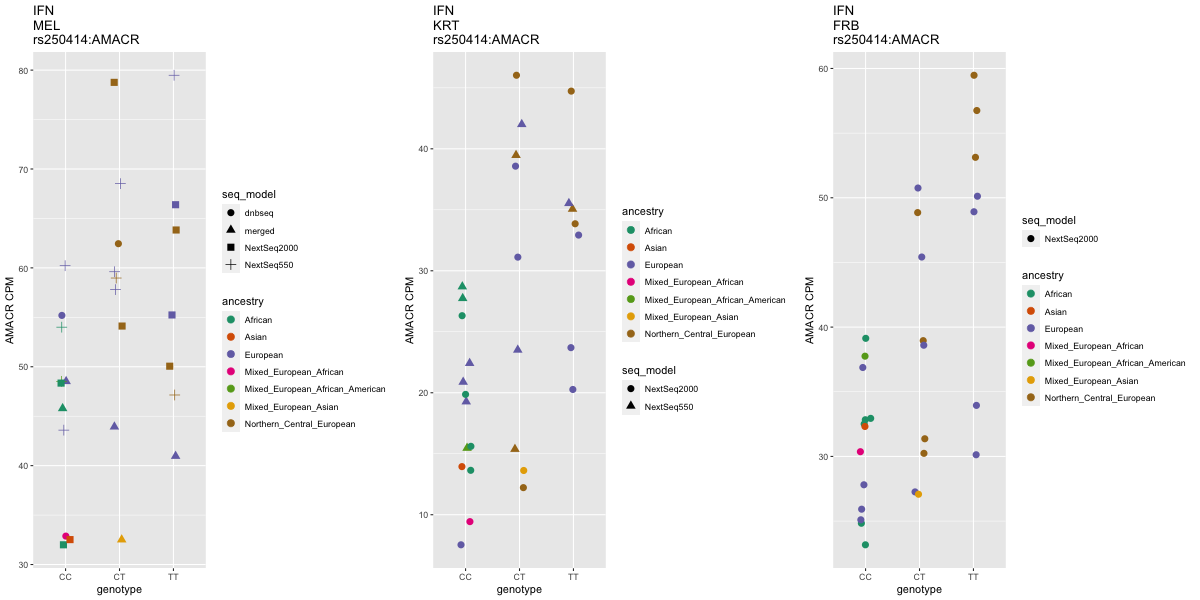 IFN
MEL
rs250414:AMACR
80
70
60
50
40
30
AMACR CPM
CC CT TT
genotype
seq_model
dnbseq
merged
NextSeq2000
NextSeq550
ancestry
African
Asian
European
Mixed_European_African
Mixed_European_African_American
Mixed_European_Asian
Northern_Central_European
IFN
KRT
rs250414:AMACR
40
30
20
10
AMACR CPM
CC CT TT
genotype
ancestry
African
Asian
European
Mixed_European_African
Mixed_European_African_American
Mixed_European_Asian
Northern_Central_European
seq_model
NextSeq2000
NextSeq550
IFN
FRB
rs250414:AMACR
60
50
40
30
AMACR CPM
CC CT TT
genotype
seq_model
NextSeq2000
ancestry
African
Asian
European
Mixed_European_African
Mixed_European_African_American
Mixed_European_Asian
Northern_Central_European